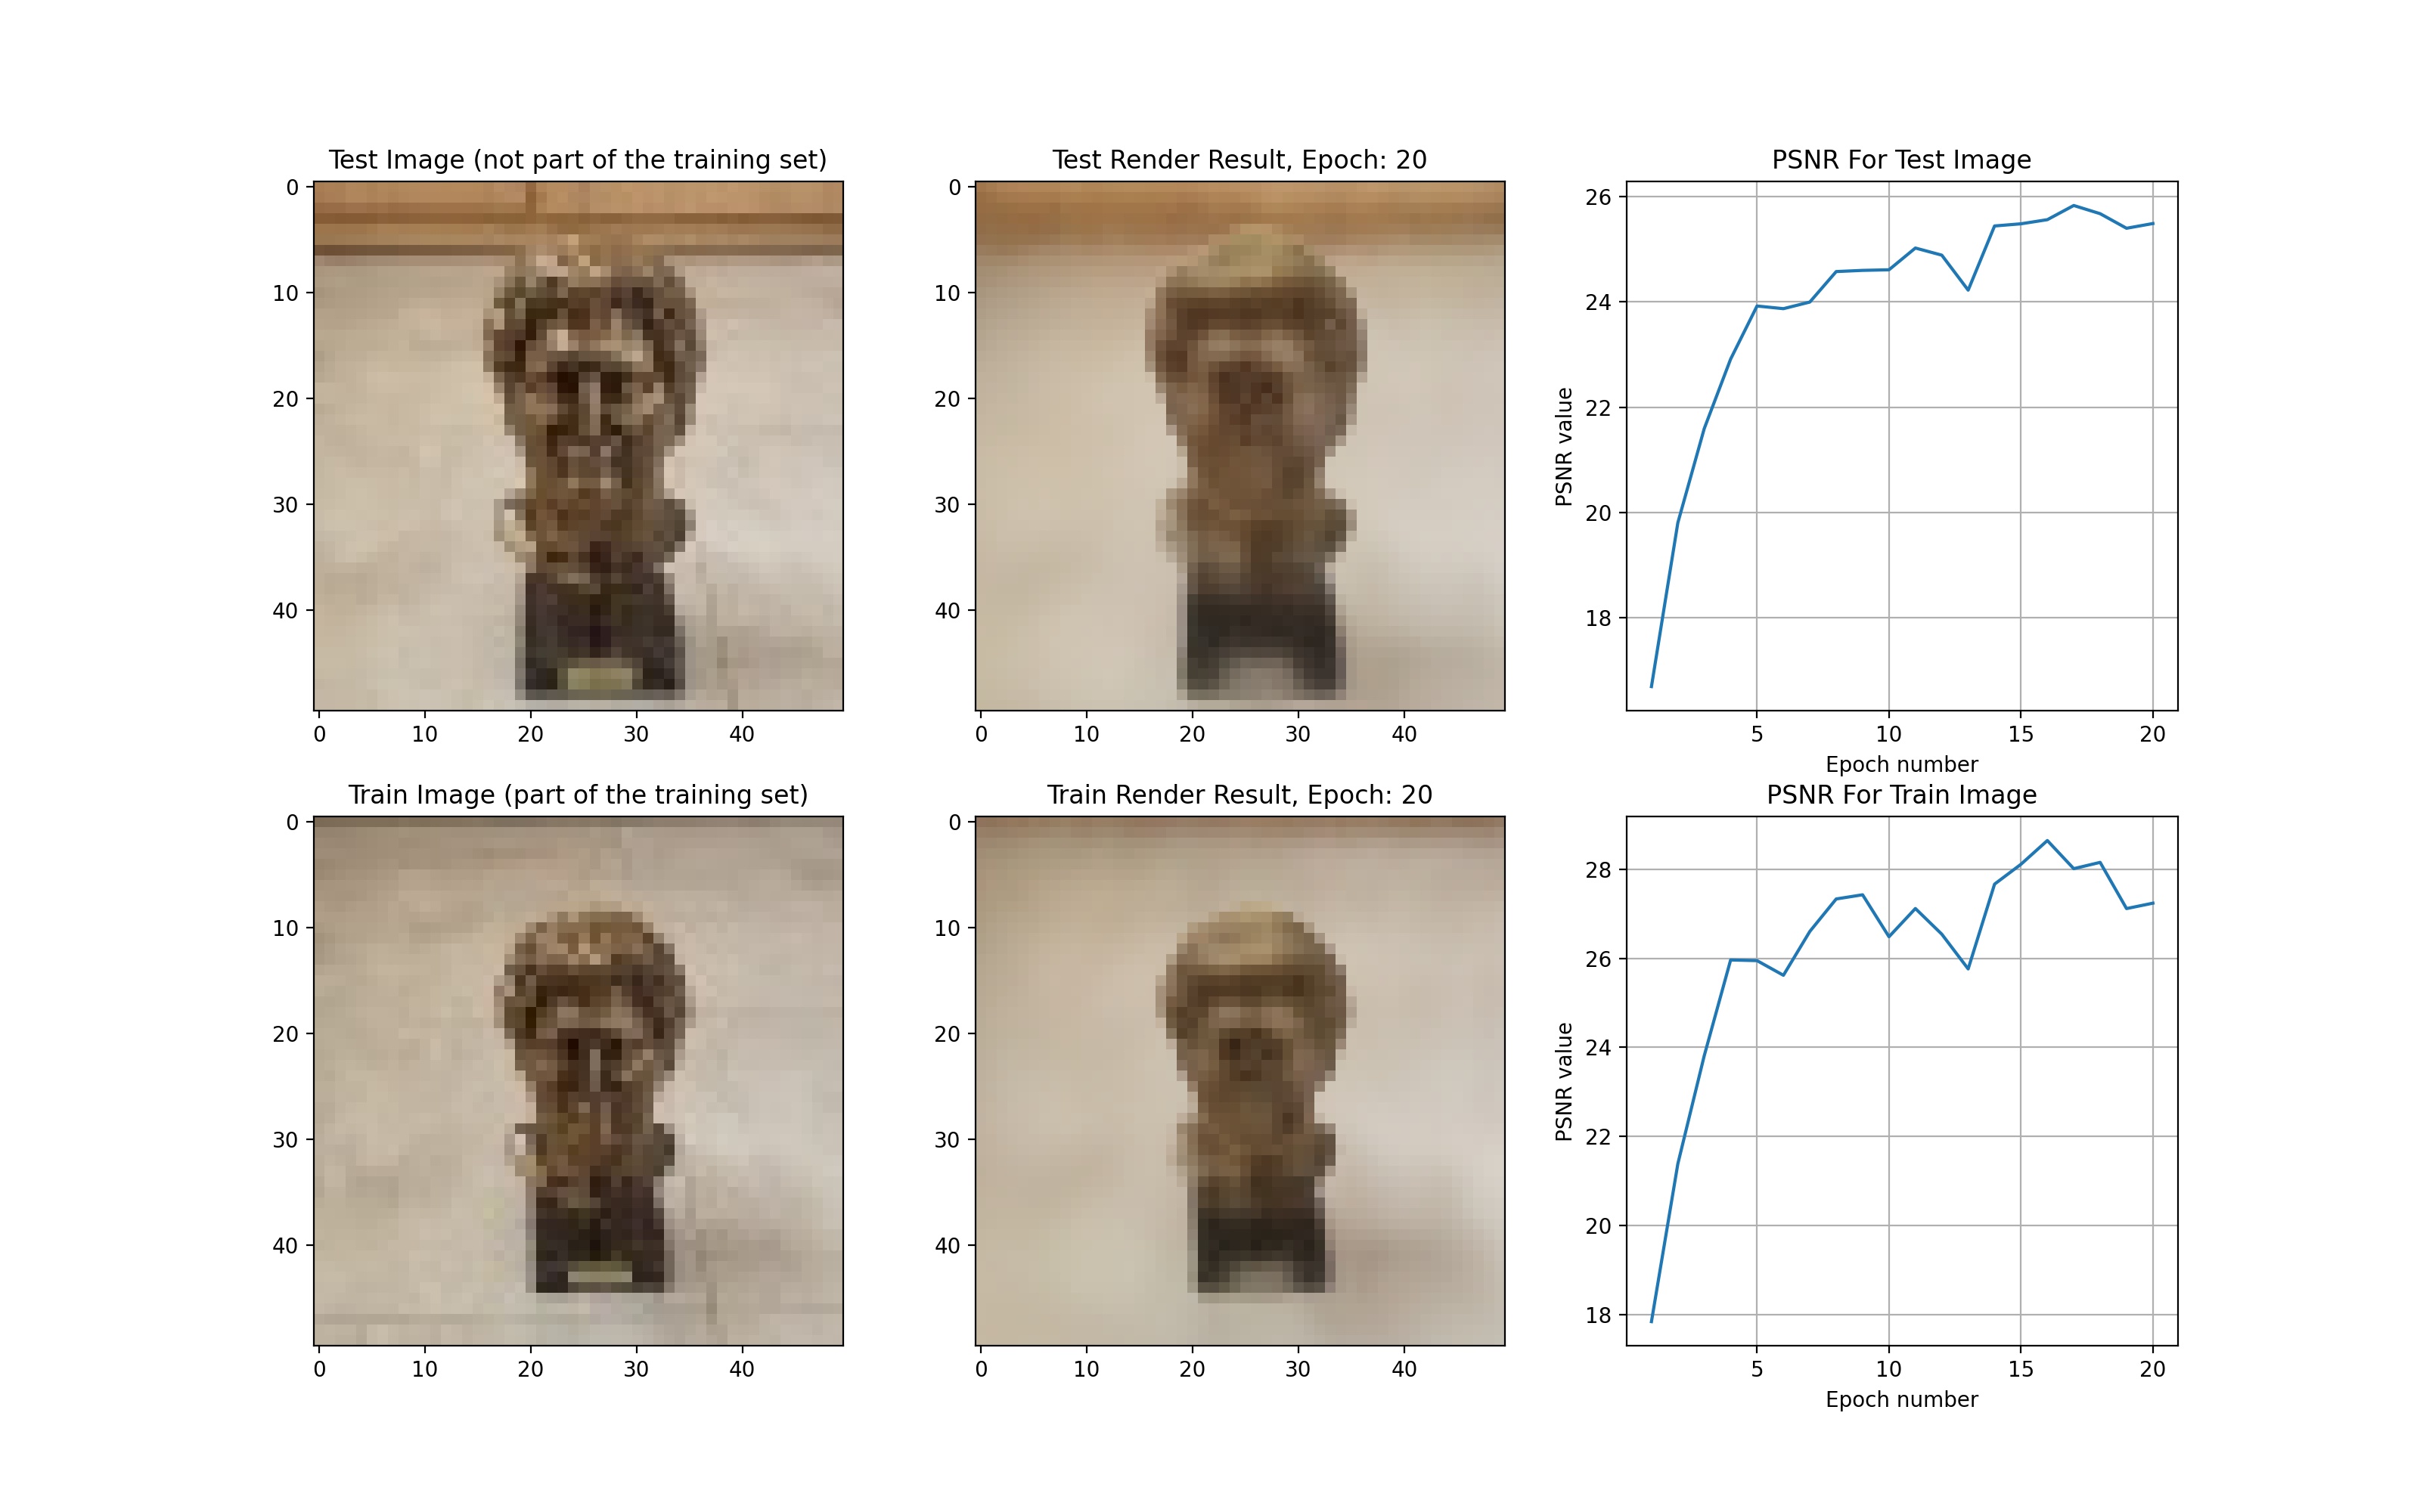 Test Image (not part of the training set)
0
10
20
30
40
0 10 20 30 40
Test Render Result, Epoch: 20
0
10
20
30
40
0 10 20 30 40
PSNR For Test Image
PSNR value
26
24
22
20
18
5 10 15 20
Epoch number
Train Image (part of the training set)
0
10
20
30
40
0 10 20 30 40
Train Render Result, Epoch: 20
0
10
20
30
40
0 10 20 30 40
PSNR For Train Image
PSNR value
28
26
24
22
20
18
5 10 15 20
Epoch number